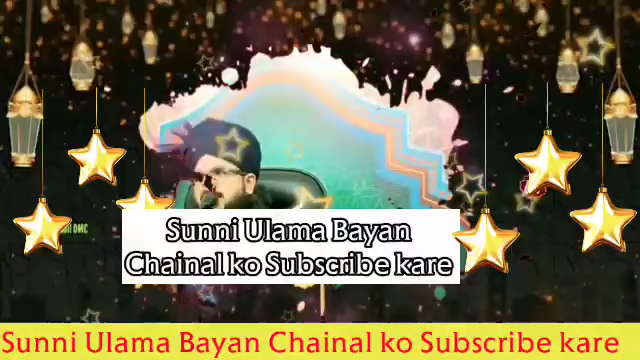 Sunni Ulama Bayan
Chainal ko Subscribe kare
Sunni Ulama Bayan Chainal ko Subscribe kare